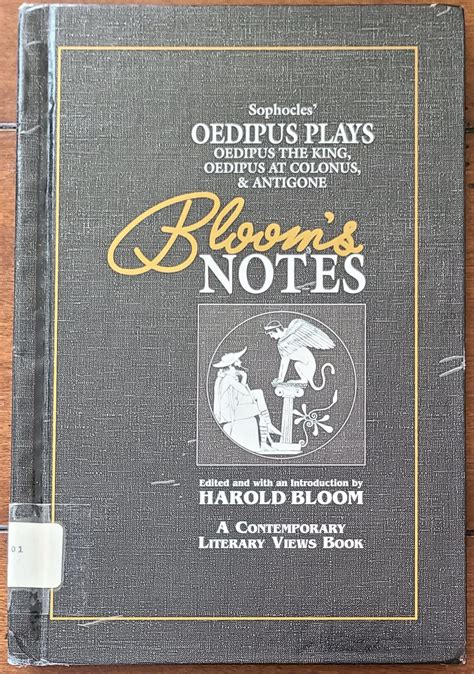 Sophocles'
OEDIPUS PLAYS
OEDIPUS THE KING,
OEDIPUS AT COLONUS,
& ANTIGONE
Bloom's
NOTES
Edited and with an Introduction by
HAROLD BLOOM
A CONTEMPORARY
LITERARY VIEWS BOOK
01